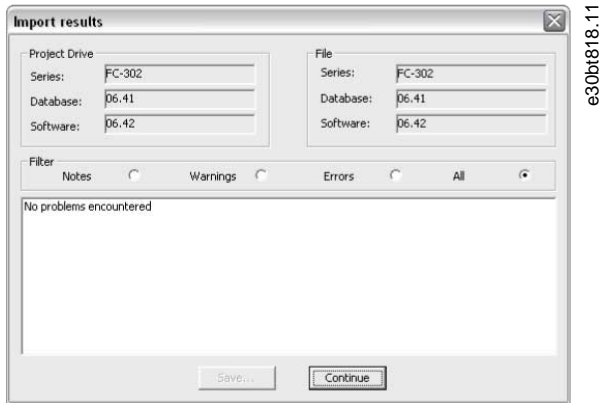 Import results
Project Drive
Series: FC-302
Database: 06.41
Software: 06.42
File
Series: FC-302
Database: 06.41
Software: 06.42
Filter
Notes Warnings Errors All
No problems encountered
Save... Continue
e30bt818.11